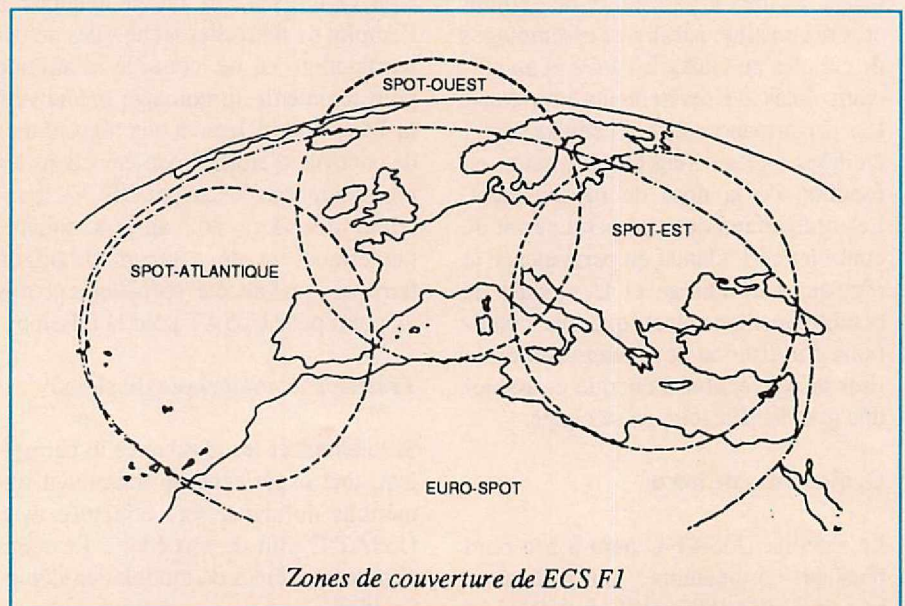 SPOT-OUEST
SPOT-EST
SPOT-ATLANTIQUE
EURO-SPOT
Zones de couverture de ECS F1